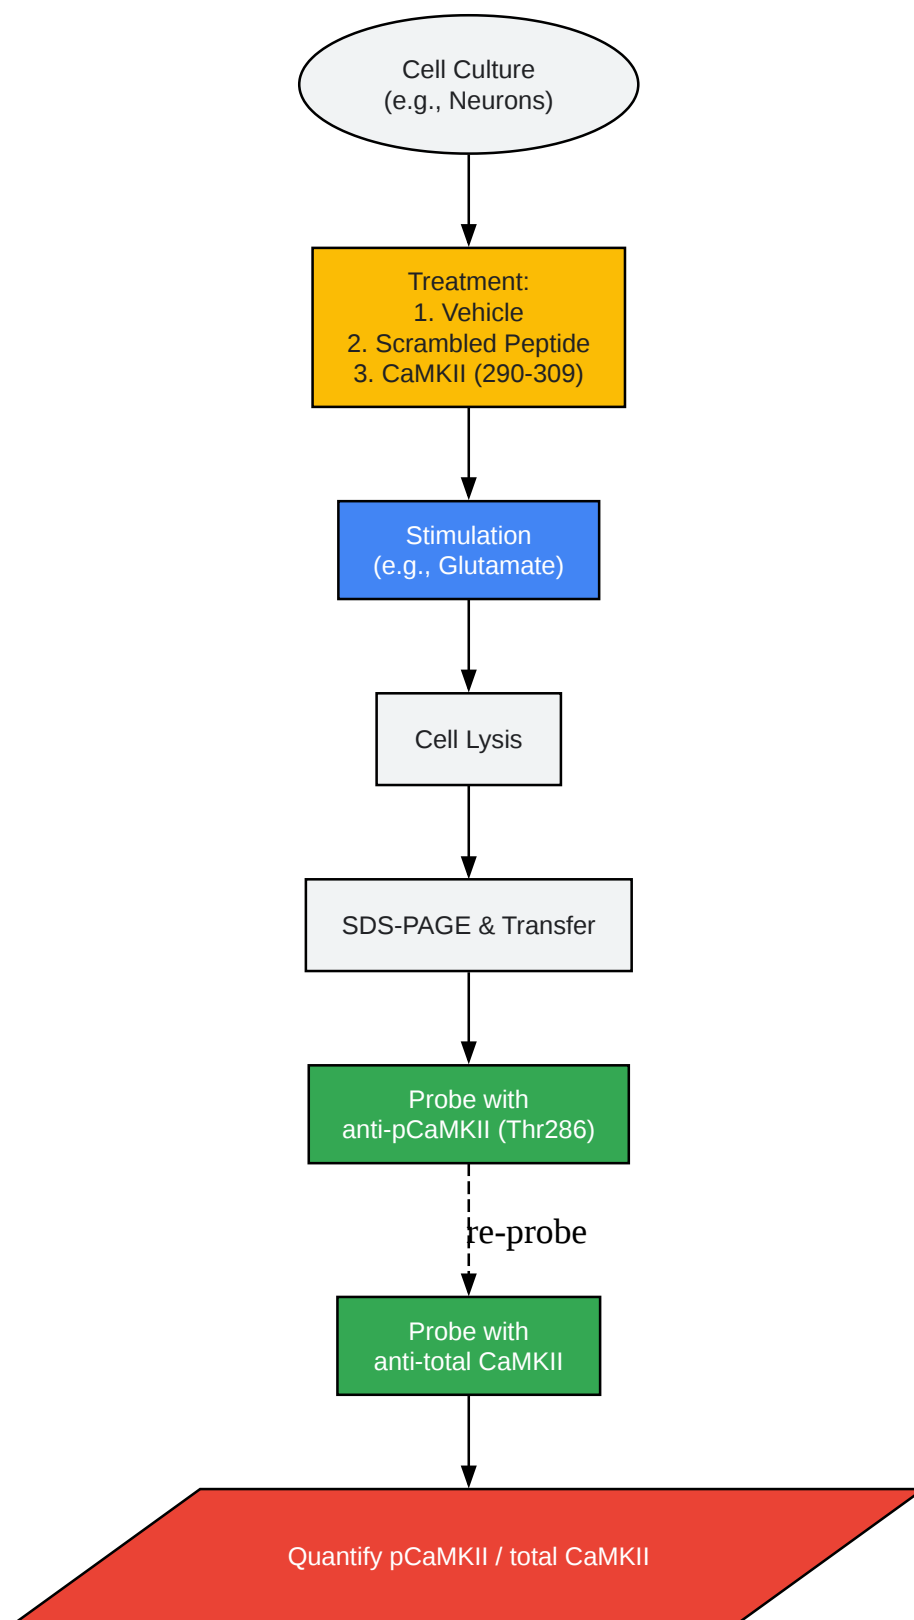 Cell Culture
(e.g., Neurons)
Treatment:
1. Vehicle
2. Scrambled Peptide
3. CaMKII (290-309)
Stimulation
(e.g., Glutamate)
Cell Lysis
SDS-PAGE & Transfer
Probe with
anti-pCaMKII (Thr286)
re-probe
Probe with
anti-total CaMKII
Quantify pCaMKII / total CaMKII